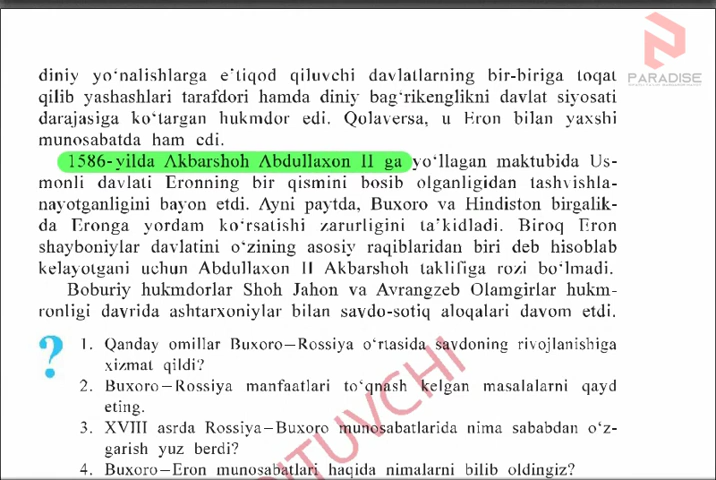 PARADISE
diniy yo‘nalishlarga e’tiqod qiluvchi davlatlarning bir-biriga toqat
qilib yashashlari tarafdori hamda diniy bag‘rikenglikni davlat siyosati
darajasiga ko‘targan hukmdor edi. Qolaversa, u Eron bilan yaxshi
munosabatda ham edi.
1586-yilda Akbarshoh Abdullaxon II ga yo‘llagan maktubida Us-
monli davlati Eronning bir qismini bosib olganligidan tashvishla-
nayotganligini bayon etdi. Ayni paytda, Buxoro va Hindiston birgalik-
da Eronga yordam ko‘rsatishi zarurligini ta’kidladi. Biroq Eron
shayboniylar davlatini o‘zining asosiy raqiblaridan biri deb hisoblab
kelayotgani uchun Abdullaxon II Akbarshoh taklifiga rozi bo‘lmadi.
Boburiy hukmdorlar Shoh Jahon va Avrangzeb Olamgirlar hukm-
ronligi davrida ashtarxoniylar bilan savdo-sotiq aloqalari davom etdi.
? 1. Qanday omillar Buxoro—Rossiya o‘rtasida savdoning rivojlanishiga
xizmat qildi?
2. Buxoro—Rossiya manfaatlari to‘qnash kelgan masalalarni qayd
eting.
3. XVIII asrda Rossiya—Buxoro munosabatlarida nima sababdan o‘z-
garish yuz berdi?
4. Buxoro—Eron munosabatlari haqida nimalarni bilib oldingiz?
ITUVCHI